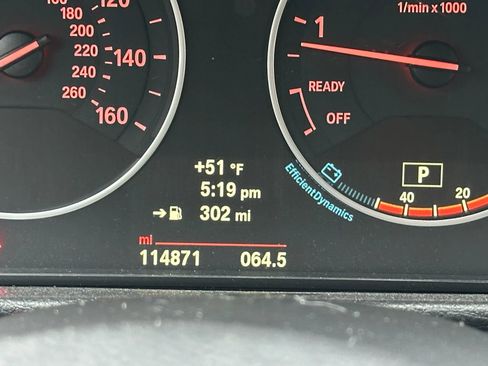 120
180
200
220
140
240
260
160
1/min x 1000
1
READY
OFF
+51 °F
5:19 pm
302 mi
EfficientDynamics
P
40
20
mi
114871 064.5